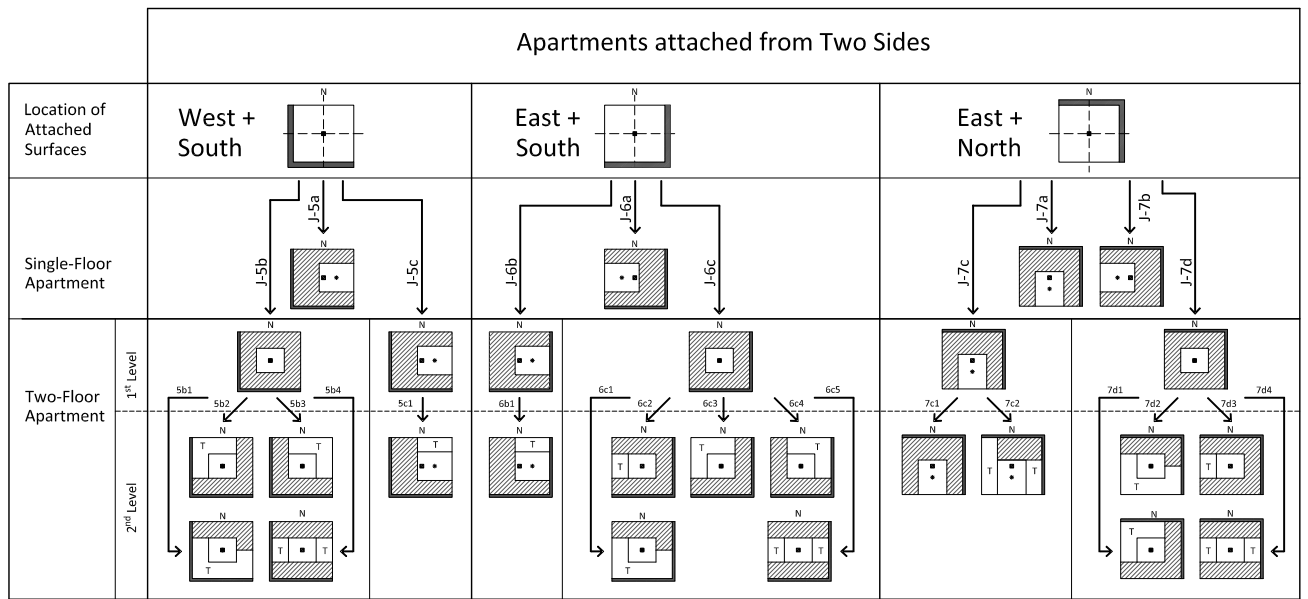 Apartments attached from Two Sides
Location of
Attached
Surfaces
West +
South
N
East +
South
N
East +
North
N
Single-Floor
Apartment
J-5b
J-5a
J-5c
N
J-6b
J-6a
J-6c
N
J-7c
J-7a
J-7b
J-7d
N
N
Two-Floor
Apartment
1st Level
N
N
N
N
N
N
5b1
5b2
5b3
5b4
5c1
6b1
6c1
6c2
6c3
6c4
6c5
7c1
7c2
7d1
7d2
7d3
7d4
2nd Level
N
T
N
T
N
T
N
T
N
T
N
T
N
T
N
N
T
T
N
T
N
T
N
T
N
T
T
N
T
N
T
T
N
T
N
T
T